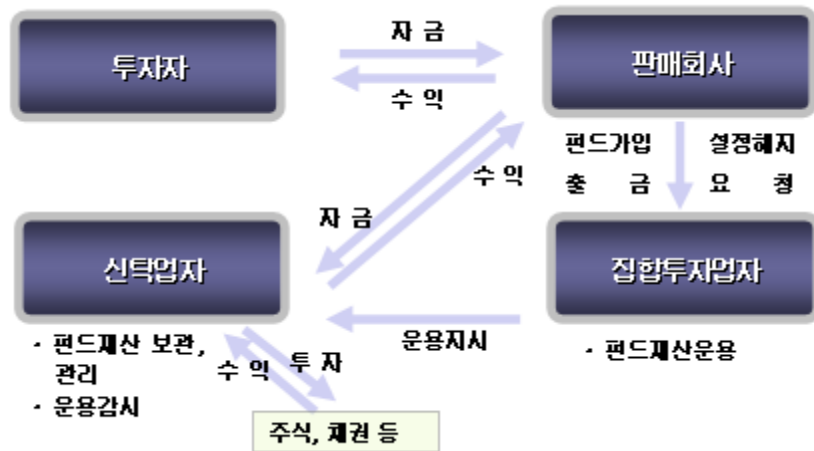 자 금
투자자
판매회사
수 익
펀드가입 설정해지
출 금 요 청
수 익
자 금
신탁업자
집합투자업자
운용지시
· 펀드재산 보관,
관리
· 운용감시
수 익
투 자
· 펀드재산운용
주식, 채권 등